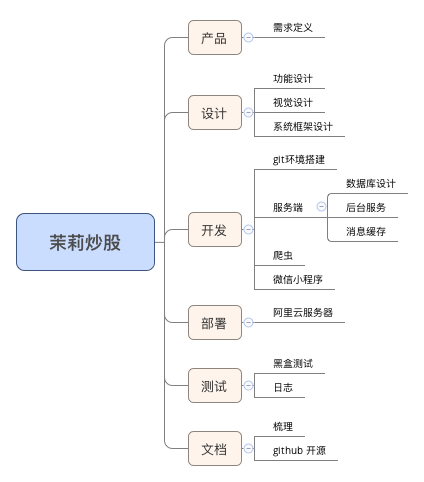 茉莉炒股
产品
需求定义
设计
功能设计
视觉设计
系统框架设计
开发
git环境搭建
服务端
数据库设计
后台服务
消息缓存
爬虫
微信小程序
部署
阿里云服务器
测试
黑盒测试
日志
文档
梳理
github 开源